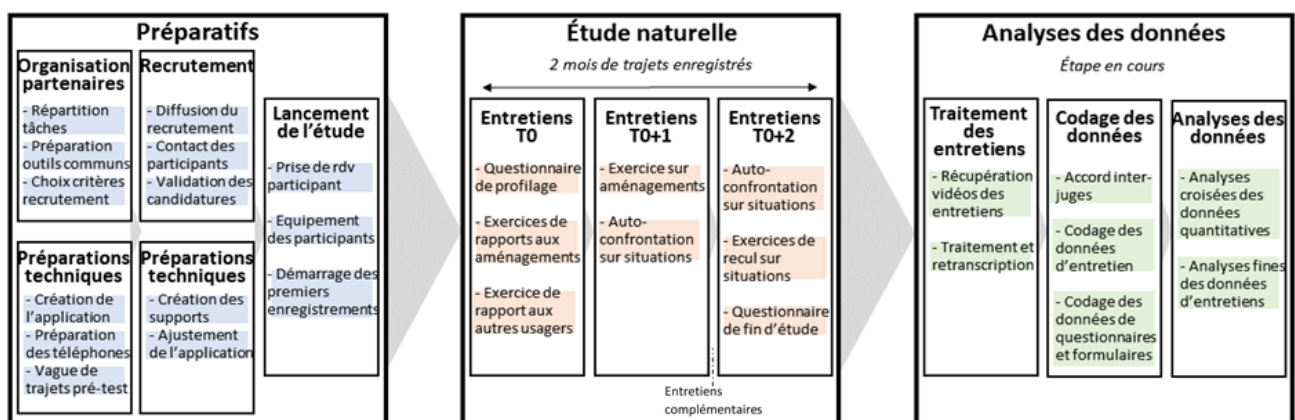 Préparatifs
Organisation
partenaires
- Répartition
tâches
- Préparation
outils communs
- Choix critères
recrutement
Recrutement
- Diffusion du
recrutement
- Contact des
participants
- Validation des
candidatures
Préparations
techniques
- Création de
l'application
- Préparation
des téléphones
- Vague de
trajets pré-test
Préparations
techniques
- Création des
supports
- Ajustement
de l'application
Lancement
de l'étude
- Prise de rdv
participant
- Equipement
des participants
- Démarrage des
premiers
enregistrements
Étude naturelle
2 mois de trajets enregistrés
Entretiens
T0
- Questionnaire
de profilage
- Exercices de
rapports aux
aménagements
- Exercice de
rapport aux
autres usagers
Entretiens
T0+1
- Exercice sur
aménagements
- Auto-
confrontation
sur situations
Entretiens
T0+2
- Auto-
confrontation
sur situations
- Exercices de
recul sur
situations
- Questionnaire
de fin d'étude
Entretiens
complémentaires
Analyses des données
Étape en cours
Traitement
des
entretiens
- Récupération
vidéos des
entretiens
- Traitement et
retranscription
Codage des
données
- Accord inter-
juges
- Codage des
données
d'entretien
- Codage des
données de
questionnaires
et formulaires
Analyses des
données
- Analyses
croisées des
données
quantitatives
- Analyses fines
des données
d'entretiens